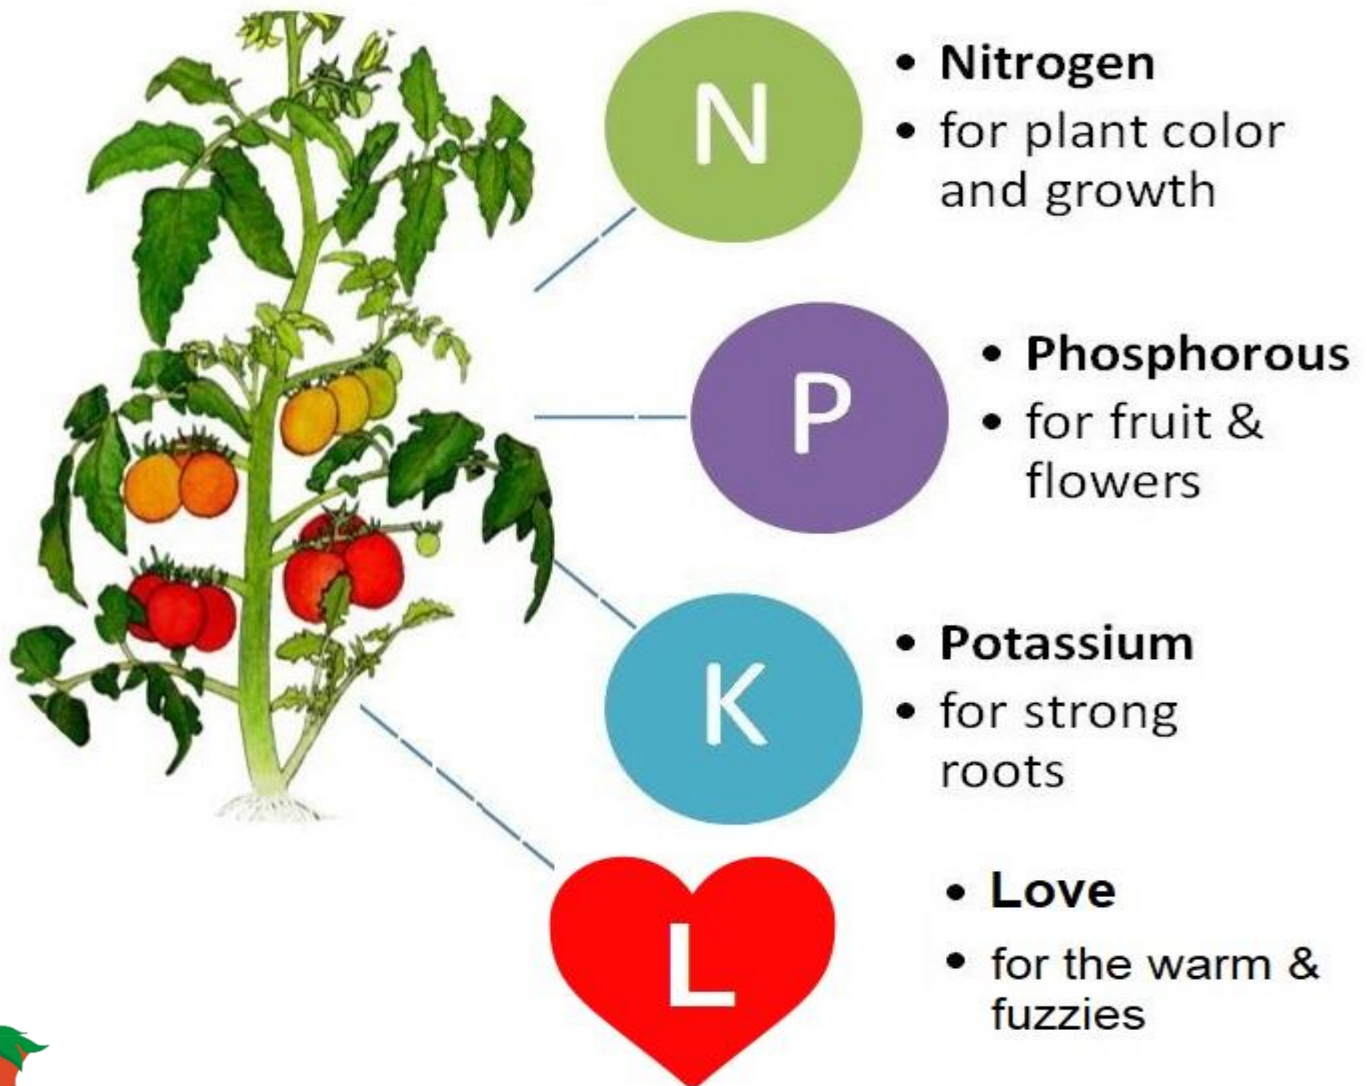 N
• Nitrogen
• for plant color
and growth
P
• Phosphorous
• for fruit &
flowers
K
• Potassium
• for strong
roots
L
• Love
• for the warm &
fuzzies